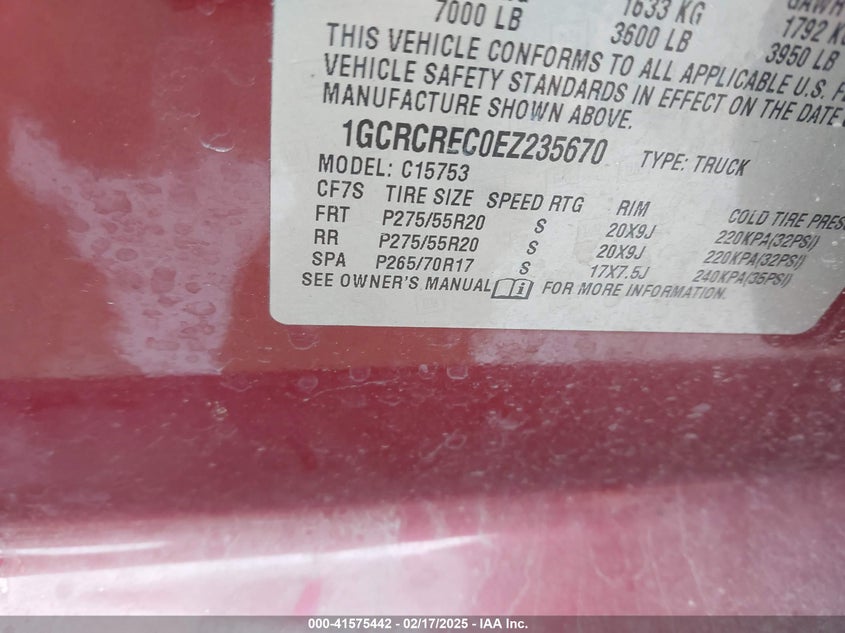 7000 LB 3600 LB 3950 LB
1633 KG 1792 KG
THIS VEHICLE CONFORMS TO ALL APPLICABLE U.S.
VEHICLE SAFETY STANDARDS IN EFFECT ON THE DATE
MANUFACTURE SHOWN ABOVE.
1GCRCREC0EZ235670 TYPE: TRUCK
MODEL: C15753
CF7S TIRE SIZE SPEED RTG RIM COLD TIRE PRES
FRT P275/55R20 S 20X9J 220KPA(32PSI)
RR P275/55R20 S 20X9J 220KPA(32PSI)
SPA P265/70R17 S 17X7.5J 240KPA(35PSI)
SEE OWNER'S MANUAL FOR MORE INFORMATION.
000-41575442 - 02/17/2025 - IAA Inc.